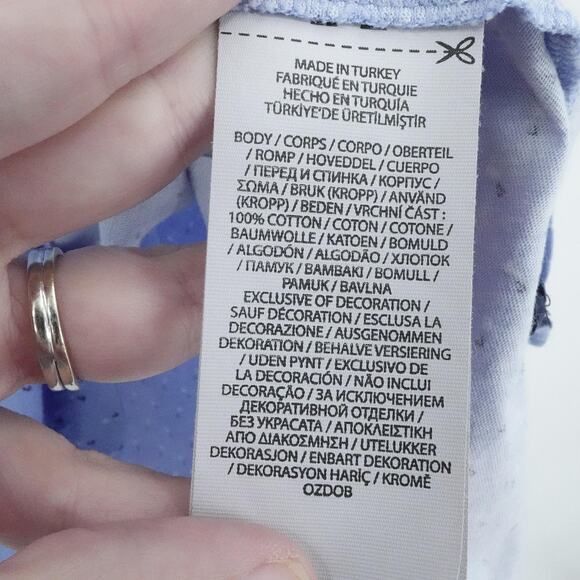 MADE IN TURKEY
FABRIQUÉ EN TURQUIE
HECHO EN TURQUÍA
TÜRKİYE'DE ÜRETİLMİŞTİR
BODY / CORPS / CORPO / OBERTEIL
/ ROMP / HOVEDDEL / CUERPO
/ ПЕРЕД И СПИНКА / КОРПУС /
ΣΩΜΑ / BRUK (KROPP) / ANVÄND
(KROPP) / BEDEN / VRCHNÍ ČÁST :
100% COTTON / COTON / COTONE /
BAUMWOLLE / KATOEN / BOMULD
/ ALGODÓN / ALGODÃO / ХЛОПОК
/ ПАМУК / ΒΑΜΒΑΚΙ / BOMULL /
PAMUK / BAVLNA
EXCLUSIVE OF DECORATION /
SAUF DÉCORATION / ESCLUSA LA
DECORAZIONE / AUSGENOMMEN
DEKORATION / BEHALVE VERSIERING
/ UDEN PYNT / EXCLUSIVO DE
LA DECORACIÓN / NÃO INCLUI
DECORAÇÃO / ЗА ИСКЛЮЧЕНИЕМ
ДЕКОРАТИВНОЙ ОТДЕЛКИ /
БЕЗ УКРАСАТА / ΑΠΟΚΛΕΙΣΤΙΚΗ
ΑΠΟ ΔΙΑΚΟΣΜΗΣΗ / UTELUKKER
DEKORASJON / ENBART DEKORATION
/ DEKORASYON HARİÇ / KROMĚ
OZDOB